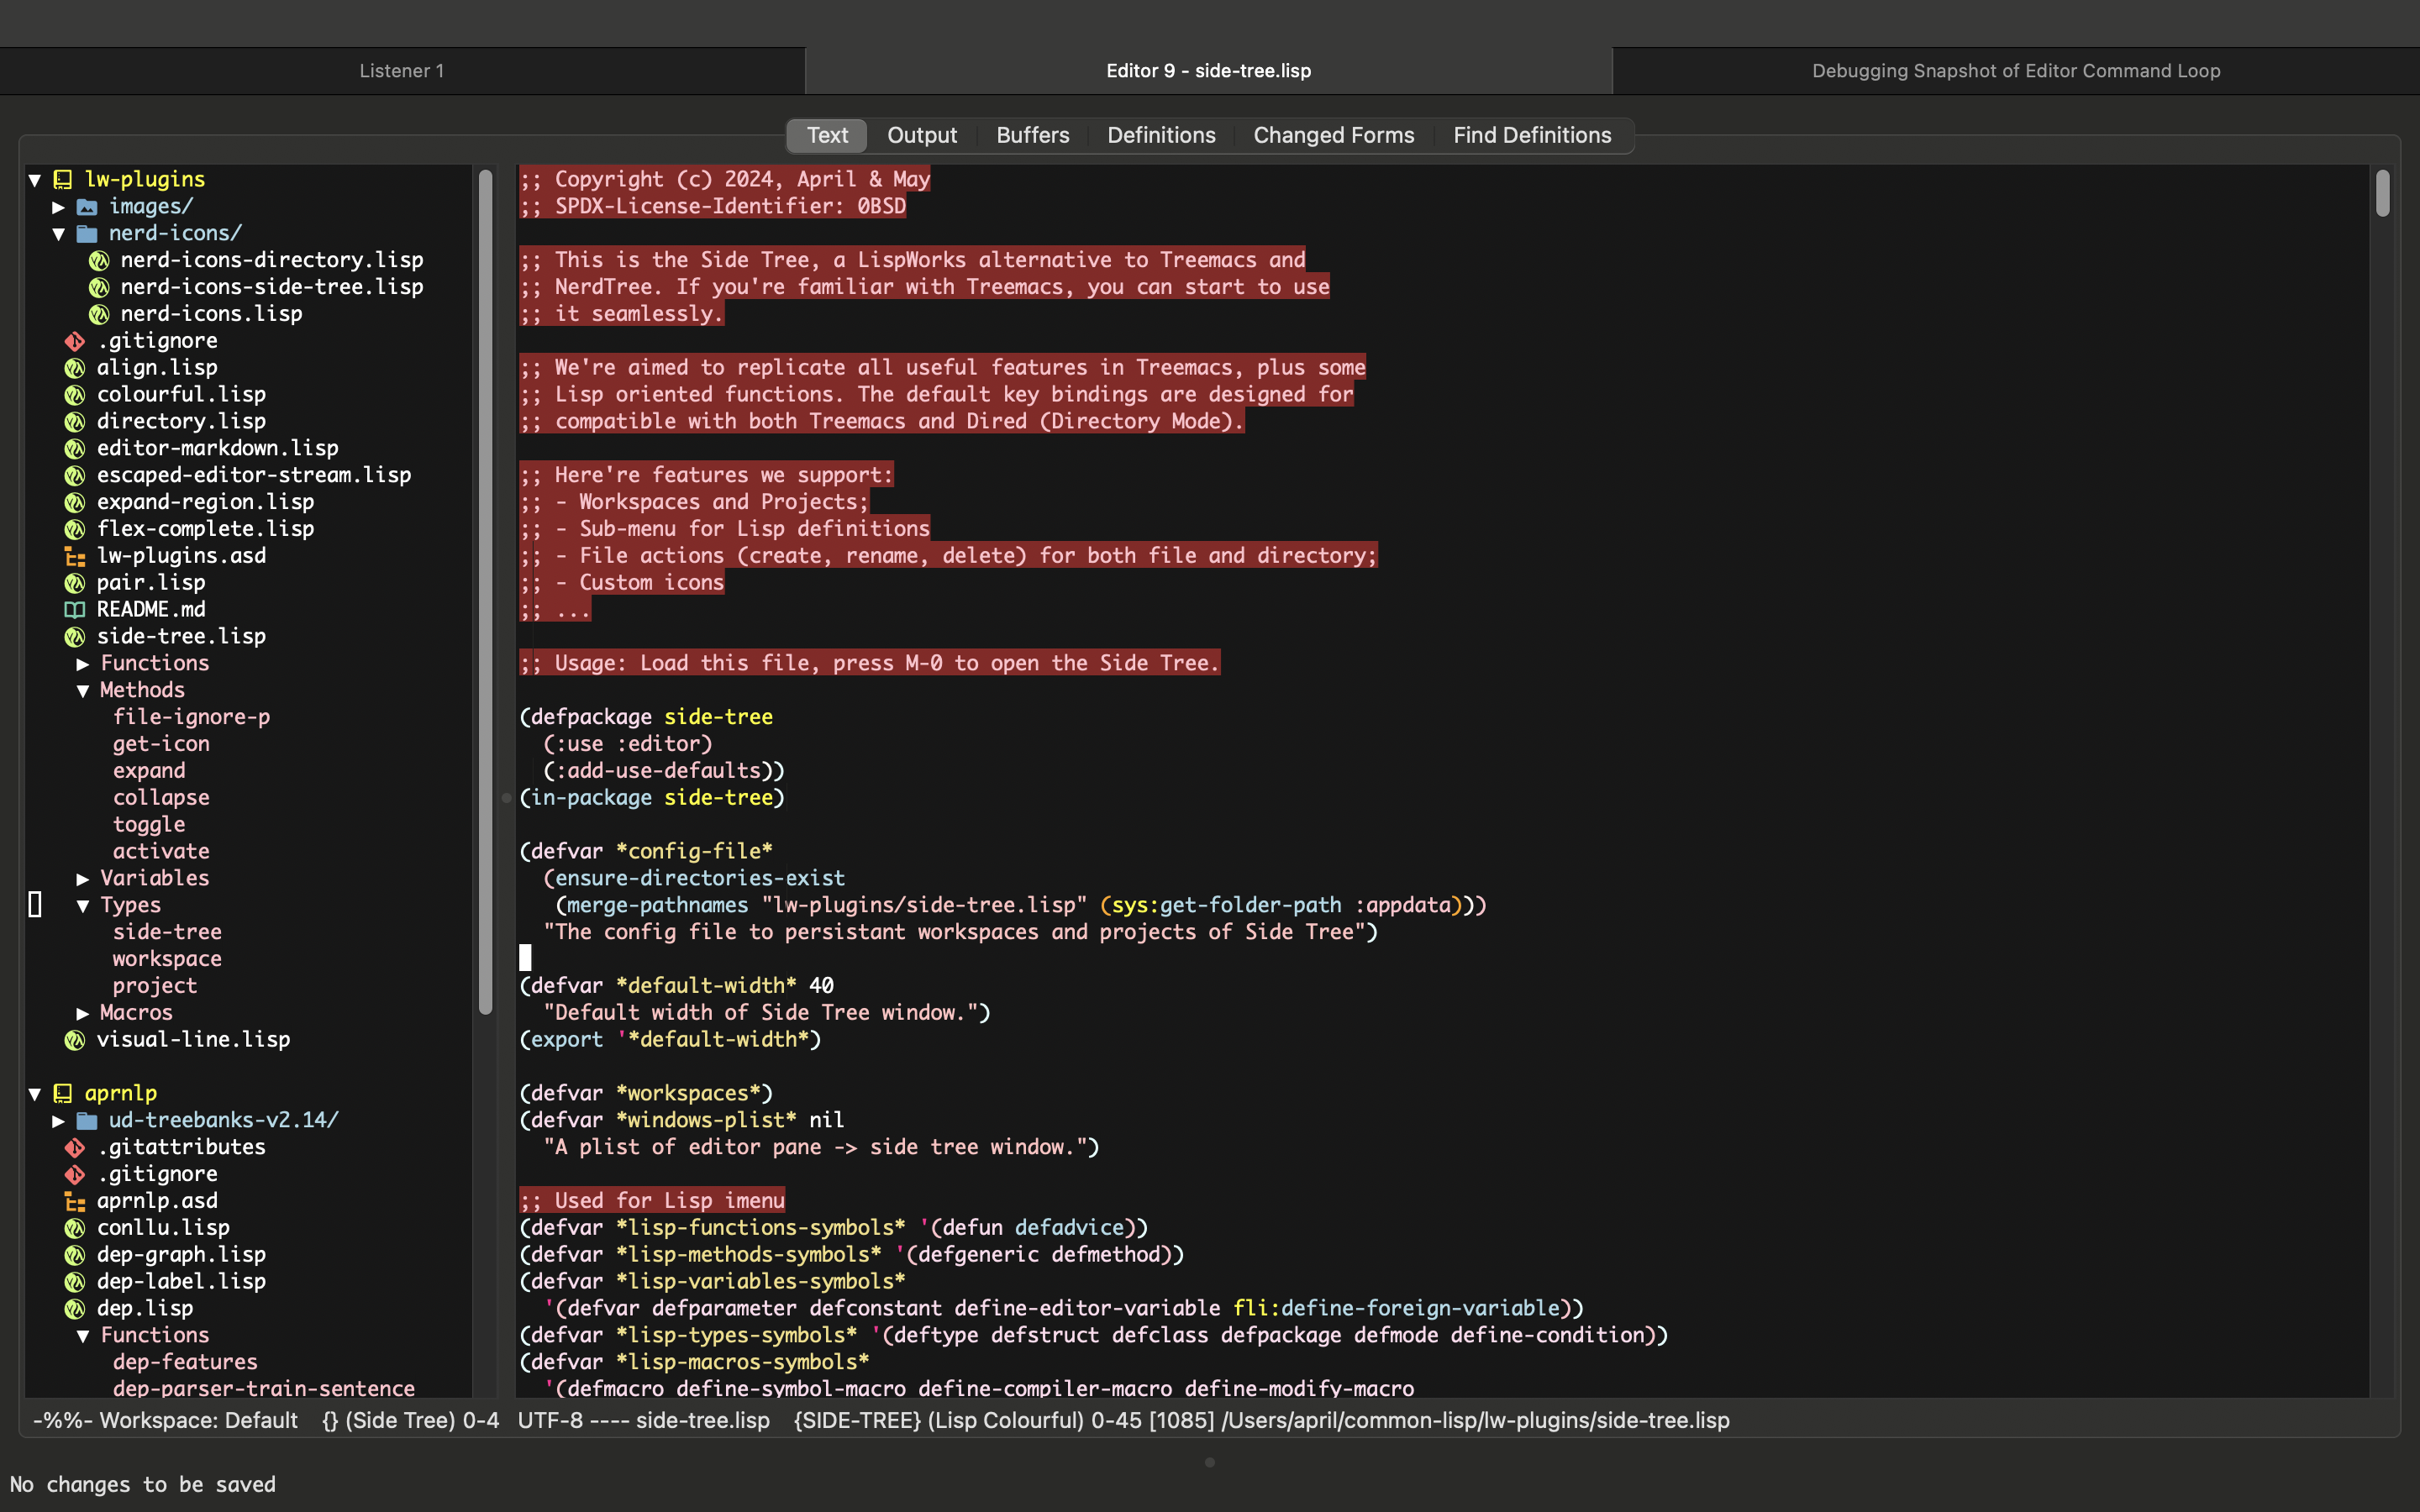 Listener 1
Editor 9 - side-tree.lisp
Debugging Snapshot of Editor Command Loop
Text
Output
Buffers
Definitions
Changed Forms
Find Definitions
lw-plugins
images/
nerd-icons/
nerd-icons-directory.lisp
nerd-icons-side-tree.lisp
nerd-icons.lisp
.gitignore
align.lisp
colourful.lisp
directory.lisp
editor-markdown.lisp
escaped-editor-stream.lisp
expand-region.lisp
flex-complete.lisp
lw-plugins.asd
pair.lisp
README.md
side-tree.lisp
Functions
Methods
file-ignore-p
get-icon
expand
collapse
toggle
activate
Variables
Types
side-tree
workspace
project
Macros
visual-line.lisp
aprnlp
ud-treebanks-v2.14/
.gitattributes
.gitignore
aprnlp.asd
conllu.lisp
dep-graph.lisp
dep-label.lisp
dep.lisp
Functions
dep-features
dep-parser-train-sentence
;; Copyright (c) 2024, April & May
;; SPDX-License-Identifier: 0BSD
;; This is the Side Tree, a LispWorks alternative to Treemacs and
;; NerdTree. If you're familiar with Treemacs, you can start to use
;; it seamlessly.
;; We're aimed to replicate all useful features in Treemacs, plus some
;; Lisp oriented functions. The default key bindings are designed for
;; compatible with both Treemacs and Dired (Directory Mode).
;; Here're features we support:
;; - Workspaces and Projects;
;; - Sub-menu for Lisp definitions
;; - File actions (create, rename, delete) for both file and directory;
;; - Custom icons
;; ...
;; Usage: Load this file, press M-0 to open the Side Tree.
(defpackage side-tree
(:use :editor)
(:add-use-defaults))
(in-package side-tree)
(defvar *config-file*
(ensure-directories-exist
(merge-pathnames "lw-plugins/side-tree.lisp" (sys:get-folder-path :appdata)))
"The config file to persistant workspaces and projects of Side Tree")
(defvar *default-width* 40
"Default width of Side Tree window.")
(export '*default-width*)
(defvar *workspaces*)
(defvar *windows-plist* nil
"A plist of editor pane -> side tree window.")
;; Used for Lisp imenu
(defvar *lisp-functions-symbols* '(defun defadvice))
(defvar *lisp-methods-symbols* '(defgeneric defmethod))
(defvar *lisp-variables-symbols*
'(defvar defparameter defconstant define-editor-variable fli:define-foreign-variable))
(defvar *lisp-types-symbols* '(deftype defstruct defclass defpackage defmode define-condition))
(defvar *lisp-macros-symbols*
'(defmacro define-symbol-macro define-compiler-macro define-modify-macro
-%%- Workspace: Default {} (Side Tree) 0-4
UTF-8 ---- side-tree.lisp {SIDE-TREE} (Lisp Colourful) 0-45 [1085] /Users/april/common-lisp/lw-plugins/side-tree.lisp
No changes to be saved